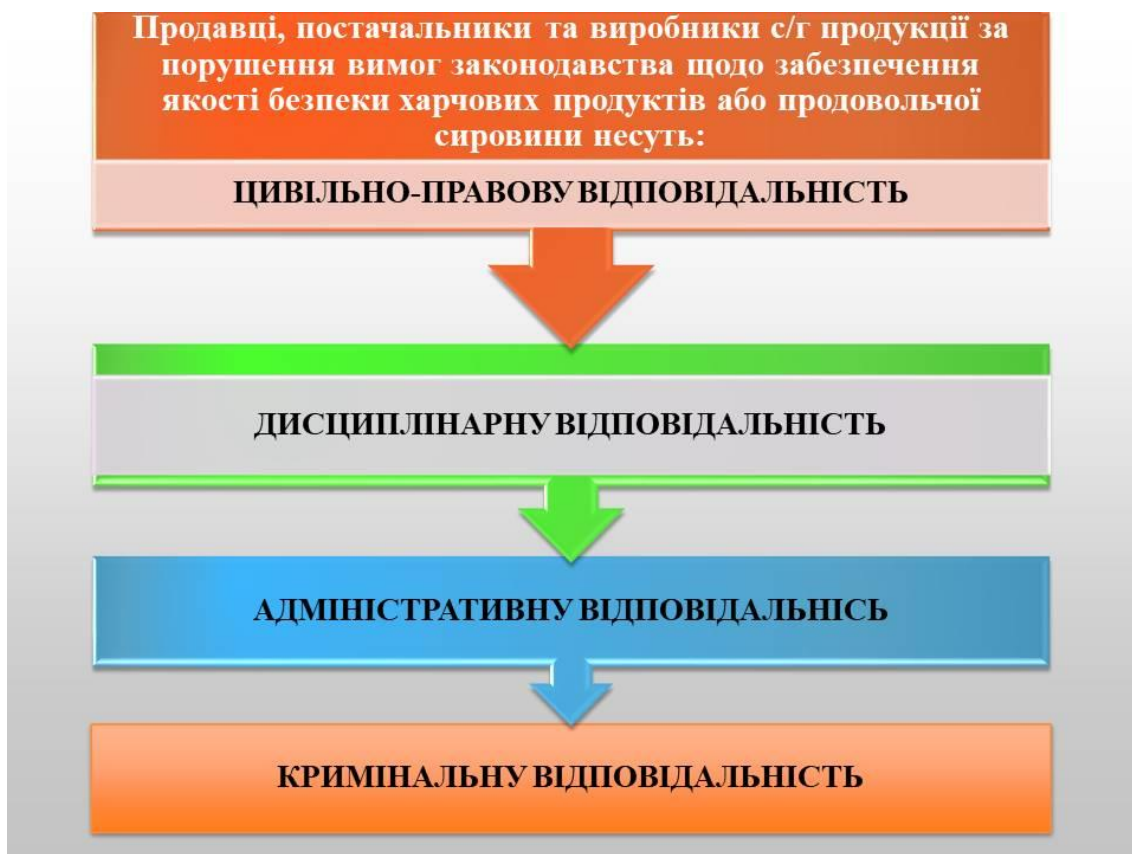 Продавці, постачальники та виробники с/г продукції за
порушення вимог законодавства щодо забезпечення
якості безпеки харчових продуктів або продовольчої
сировини несуть:
ЦИВІЛЬНО-ПРАВОВУ ВІДПОВІДАЛЬНІСТЬ
ДИСЦИПЛІНАРНУ ВІДПОВІДАЛЬНІСТЬ
АДМІНІСТРАТИВНУ ВІДПОВІДАЛЬНІСЬ
КРИМІНАЛЬНУ ВІДПОВІДАЛЬНІСТЬ